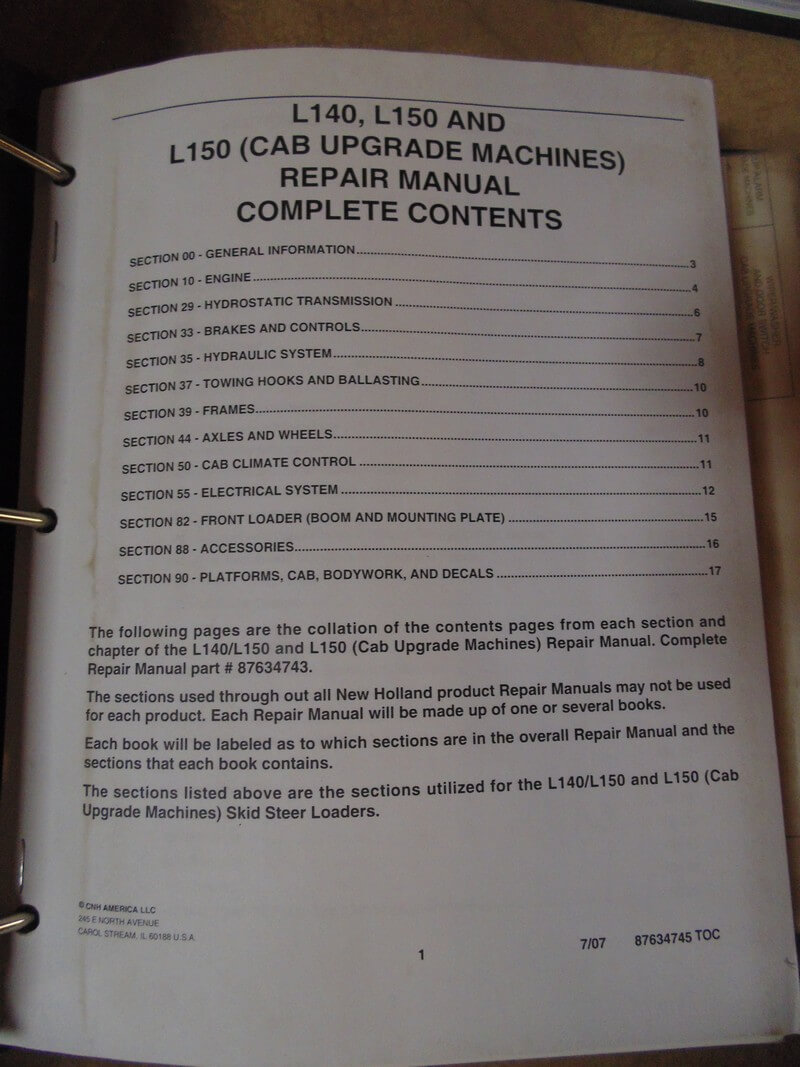 L140, L150 AND
L150 (CAB UPGRADE MACHINES)
REPAIR MANUAL
COMPLETE CONTENTS
SECTION 00 - GENERAL INFORMATION 3
SECTION 10 - ENGINE 4
SECTION 29 - HYDROSTATIC TRANSMISSION 6
SECTION 33 - BRAKES AND CONTROLS 7
SECTION 35 - HYDRAULIC SYSTEM 8
SECTION 37 - TOWING HOOKS AND BALLASTING 10
SECTION 39 - FRAMES 10
SECTION 44 - AXLES AND WHEELS 11
SECTION 50 - CAB CLIMATE CONTROL 11
SECTION 55 - ELECTRICAL SYSTEM 12
SECTION 82 - FRONT LOADER (BOOM AND MOUNTING PLATE) 15
SECTION 88 - ACCESSORIES 16
SECTION 90 - PLATFORMS, CAB, BODYWORK, AND DECALS 17
The following pages are the collation of the contents pages from each section and
chapter of the L140/L150 and L150 (Cab Upgrade Machines) Repair Manual. Complete
Repair Manual part # 87634743.
The sections used through out all New Holland product Repair Manuals may not be used
for each product. Each Repair Manual will be made up of one or several books.
Each book will be labeled as to which sections are in the overall Repair Manual and the
sections that each book contains.
The sections listed above are the sections utilized for the L140/L150 and L150 (Cab
Upgrade Machines) Skid Steer Loaders.
© CNH AMERICA LLC
245 E NORTH AVENUE
CAROL STREAM, IL 60188 U.S.A.
1
7/07 87634745 TOC